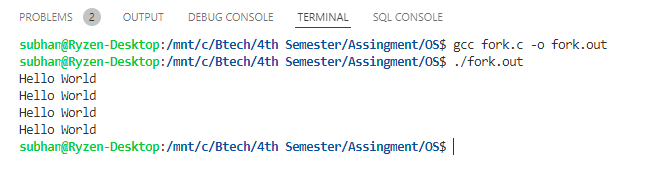 PROBLEMS 2 OUTPUT DEBUG CONSOLE TERMINAL SQL CONSOLE
subhan@Ryzen-Desktop:/mnt/c/Btech/4th Semester/Assingment/OS$ gcc fork.c -o fork.out
subhan@Ryzen-Desktop:/mnt/c/Btech/4th Semester/Assingment/OS$ ./fork.out
Hello World
Hello World
Hello World
Hello World
subhan@Ryzen-Desktop:/mnt/c/Btech/4th Semester/Assingment/OS$